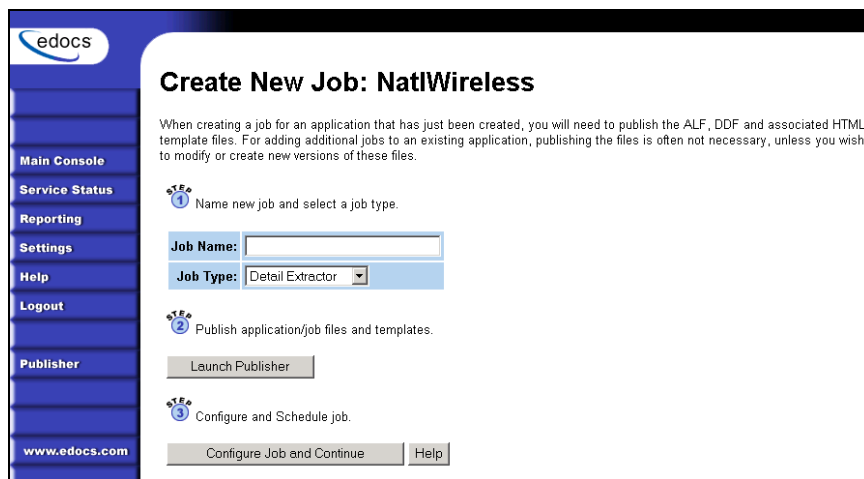 edocs
Main Console
Service Status
Reporting
Settings
Help
Logout
Publisher
www.edocs.com
Create New Job: NatlWireless
When creating a job for an application that has just been created, you will need to publish the ALF, DDF and associated HTML
template files. For adding additional jobs to an existing application, publishing the files is often not necessary, unless you wish
to modify or create new versions of these files.
STEP 1 Name new job and select a job type.
Job Name:
Job Type: Detail Extractor
STEP 2 Publish application/job files and templates.
Launch Publisher
STEP 3 Configure and Schedule job.
Configure Job and Continue Help